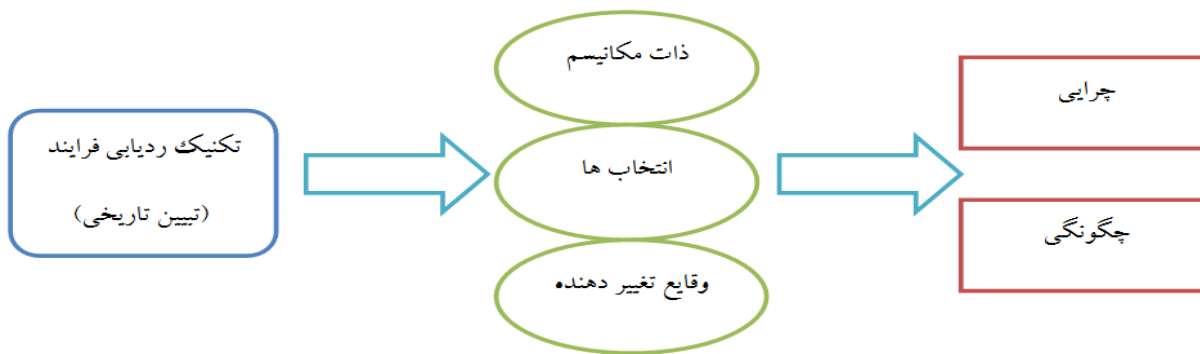 تکنیک ردیابی فرایند
(تبیین تاریخی)
ذات مکانیسم
انتخاب ها
وقایع تغییر دهنده
چرایی
چگونگی